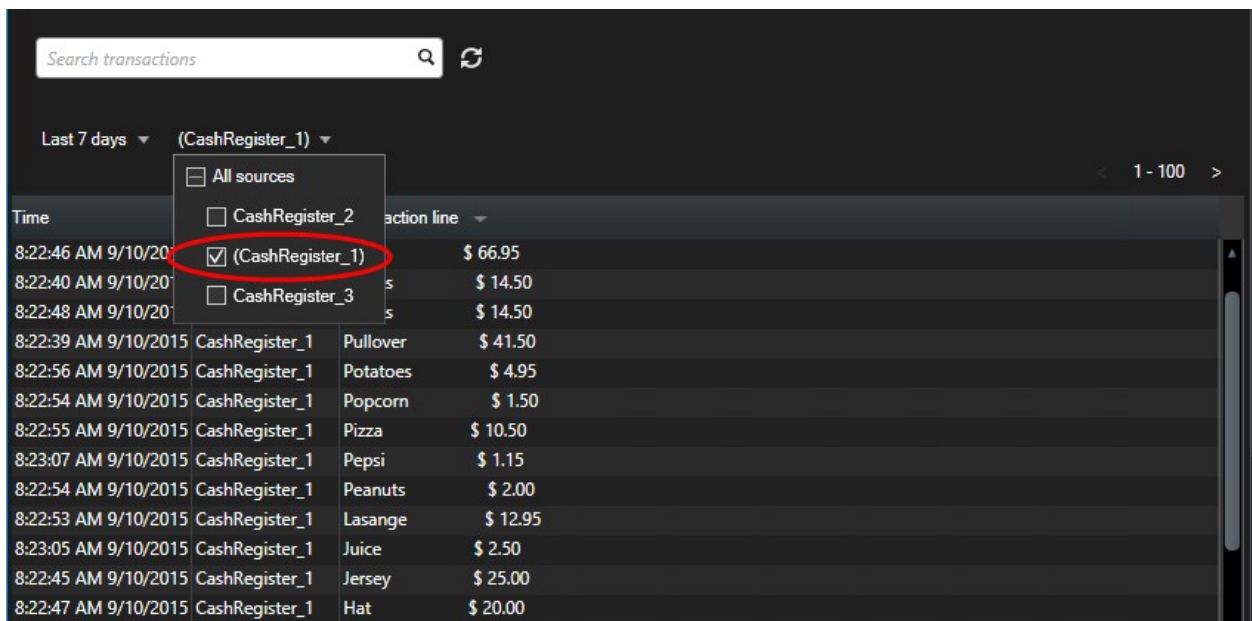 Search transactions
Last 7 days (CashRegister_1)
All sources
1 - 100 >
CashRegister_2
Time action line
(CashRegister_1)
8:22:46 AM 9/10/20 $ 66.95
8:22:40 AM 9/10/20 s $ 14.50
CashRegister_3
8:22:48 AM 9/10/20 s $ 14.50
8:22:39 AM 9/10/2015 CashRegister_1 Pullover $ 41.50
8:22:56 AM 9/10/2015 CashRegister_1 Potatoes $ 4.95
8:22:54 AM 9/10/2015 CashRegister_1 Popcorn $ 1.50
8:22:55 AM 9/10/2015 CashRegister_1 Pizza $ 10.50
8:23:07 AM 9/10/2015 CashRegister_1 Pepsi $ 1.15
8:22:54 AM 9/10/2015 CashRegister_1 Peanuts $ 2.00
8:22:53 AM 9/10/2015 CashRegister_1 Lasange $ 12.95
8:23:05 AM 9/10/2015 CashRegister_1 Juice $ 2.50
8:22:45 AM 9/10/2015 CashRegister_1 Jersey $ 25.00
8:22:47 AM 9/10/2015 CashRegister_1 Hat $ 20.00